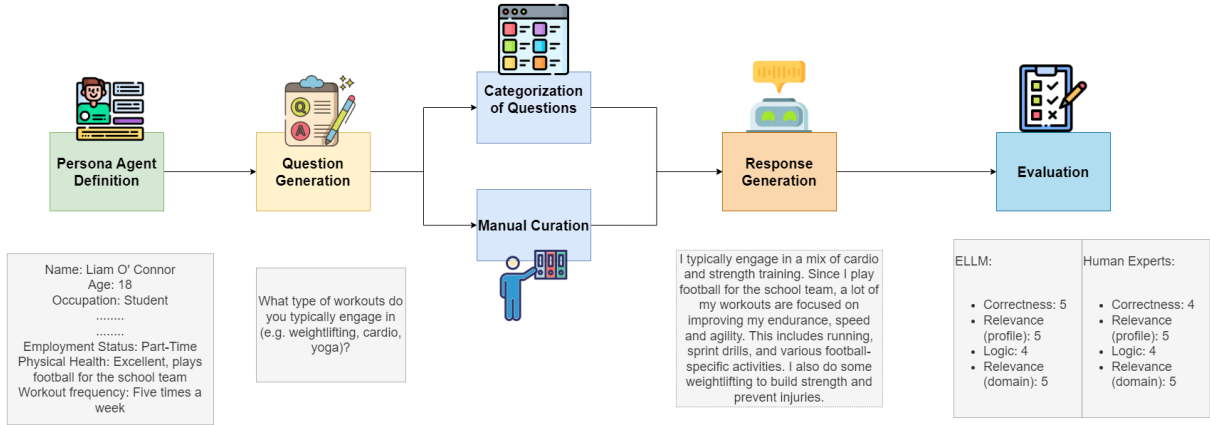 Categorization
of Questions
Persona Agent
Definition
Q
A
Question
Generation
Response
Generation
Evaluation
Manual Curation
Name: Liam O' Connor
Age: 18
Occupation: Student
........
........
Employment Status: Part-Time
Physical Health: Excellent, plays
football for the school team
Workout frequency: Five times a
week
What type of workouts do
you typically engage in
(e.g. weightlifting, cardio,
yoga)?
I typically engage in a mix of cardio
and strength training. Since I play
football for the school team, a lot of
my workouts are focused on
improving my endurance, speed
and agility. This includes running,
sprint drills, and various football-
specific activities. I also do some
weightlifting to build strength and
prevent injuries.
ELLM:
• Correctness: 5
• Relevance
(profile): 5
• Logic: 4
• Relevance
(domain): 5
Human Experts:
• Correctness: 4
• Relevance
(profile): 5
• Logic: 4
• Relevance
(domain): 5